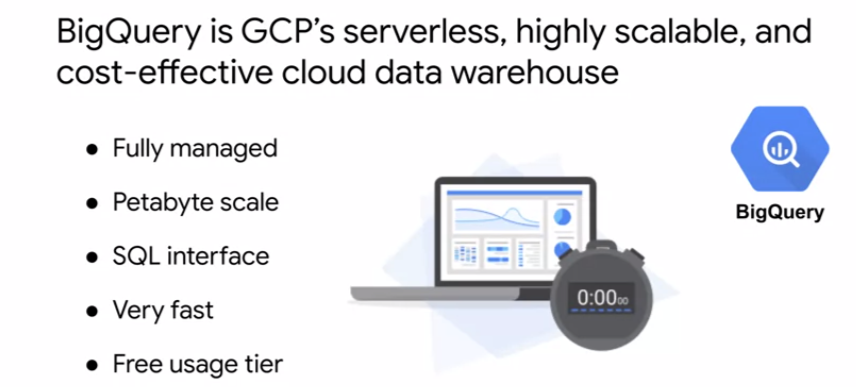 BigQuery is GCP’s serverless, highly scalable, and
cost-effective cloud data warehouse
● Fully managed
● Petabyte scale
● SQL interface
● Very fast
● Free usage tier
BigQuery
0:00 00